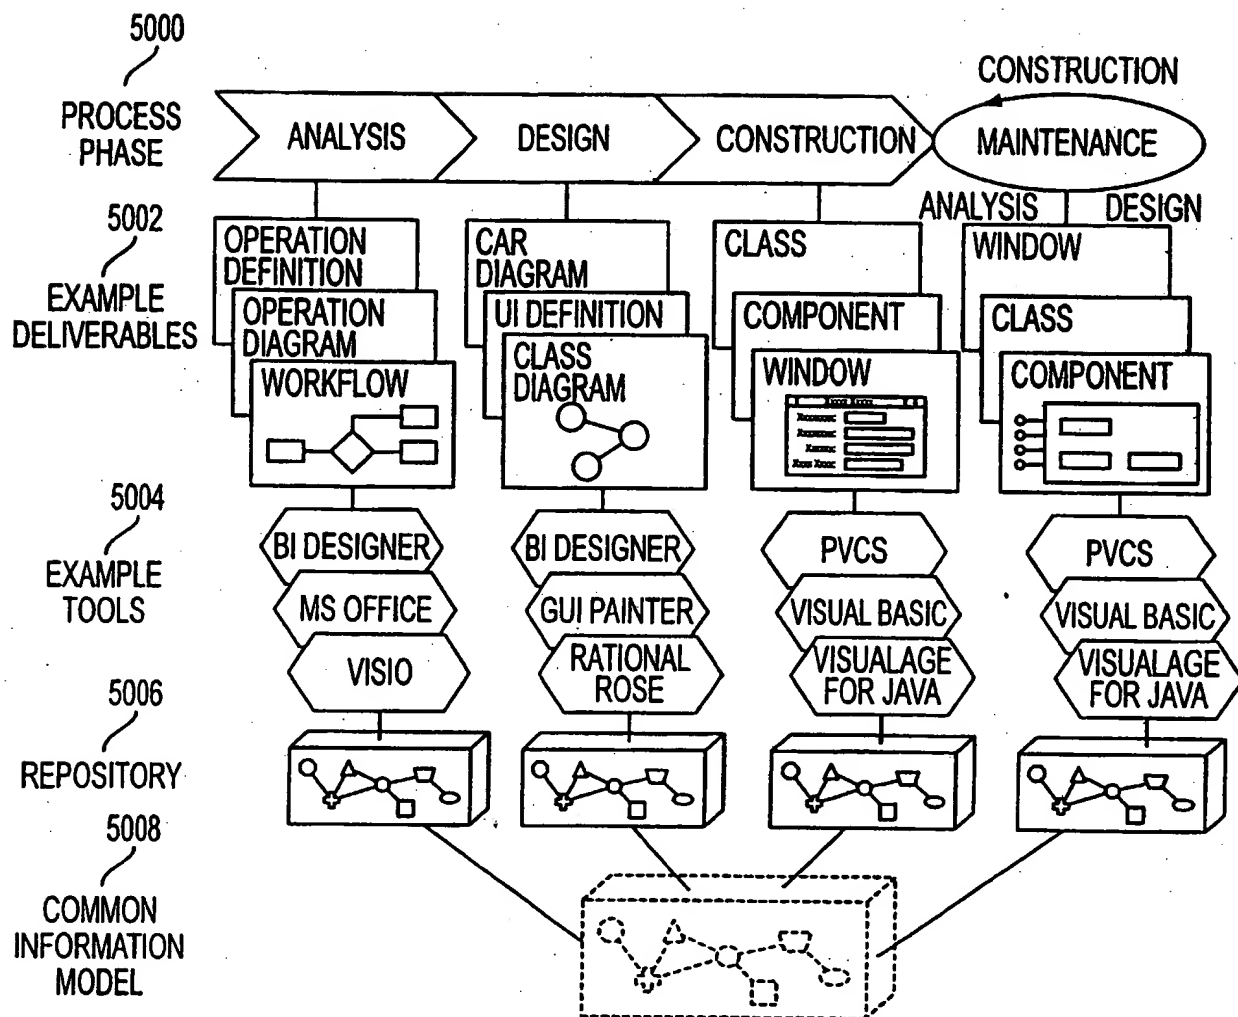 5000
PROCESS
PHASE
ANALYSIS
DESIGN
CONSTRUCTION
CONSTRUCTION
MAINTENANCE
ANALYSIS
DESIGN
5002
EXAMPLE
DELIVERABLES
OPERATION
DEFINITION
OPERATION
DIAGRAM
WORKFLOW
CAR
DIAGRAM
UI DEFINITION
CLASS
DIAGRAM
CLASS
COMPONENT
WINDOW
WINDOW
CLASS
COMPONENT
5004
EXAMPLE
TOOLS
BI DESIGNER
MS OFFICE
VISIO
BI DESIGNER
GUI PAINTER
RATIONAL
ROSE
PVCS
VISUAL BASIC
VISUALAGE
FOR JAVA
PVCS
VISUAL BASIC
VISUALAGE
FOR JAVA
5006
REPOSITORY
5008
COMMON
INFORMATION
MODEL